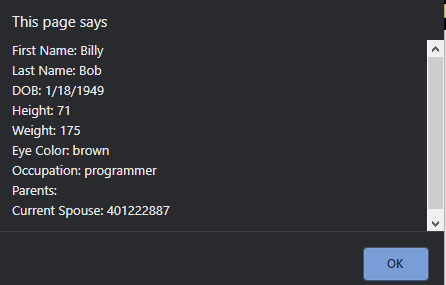 This page says
First Name: Billy
Last Name: Bob
DOB: 1/18/1949
Height: 71
Weight: 175
Eye Color: brown
Occupation: programmer
Parents:
Current Spouse: 401222887
OK